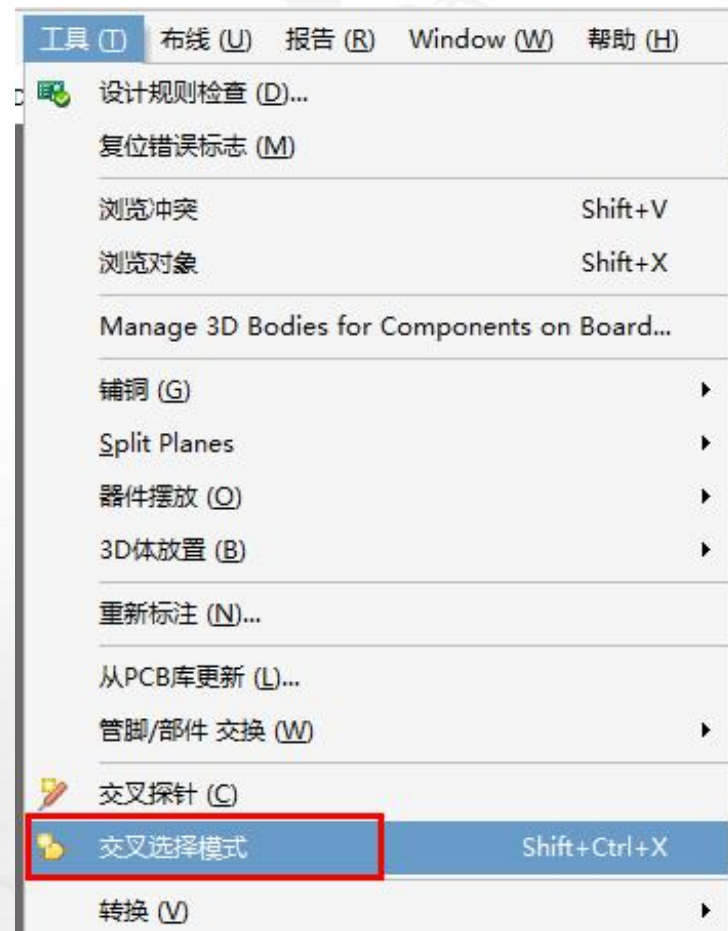 工具 (T) 布线 (U) 报告 (R) Window (W) 帮助 (H)
设计规则检查 (D)...
复位错误标志 (M)
浏览冲突 Shift+V
浏览对象 Shift+X
Manage 3D Bodies for Components on Board...
铺铜 (G)
Split Planes
器件摆放 (O)
3D体放置 (B)
重新标注 (N)...
从PCB库更新 (L)...
管脚/部件 交换 (W)
交叉探针 (C)
交叉选择模式 Shift+Ctrl+X
转换 (V)